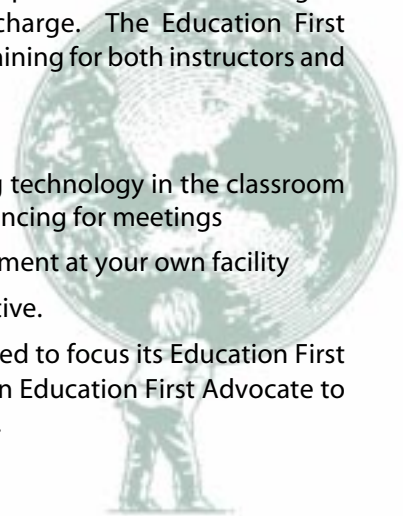 charge. The Education First
ining for both instructors and
technology in the classroom
ncing for meetings
ment at your own facility
tive.
ed to focus its Education First
n Education First Advocate to